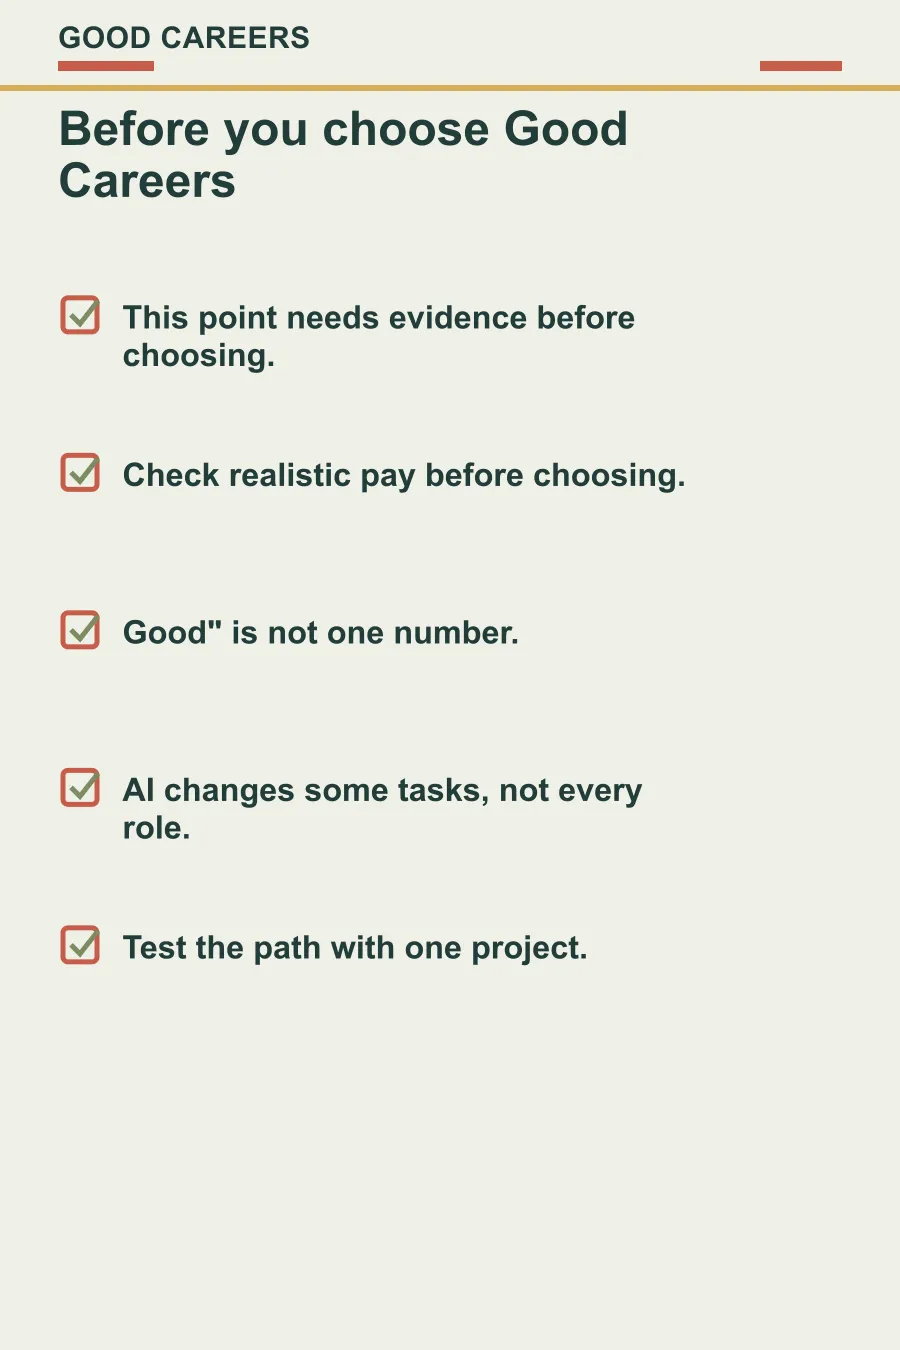 GOOD CAREERS
Before you choose Good
Careers
This point needs evidence before
choosing.
Check realistic pay before choosing.
Good" is not one number.
AI changes some tasks, not every
role.
Test the path with one project.